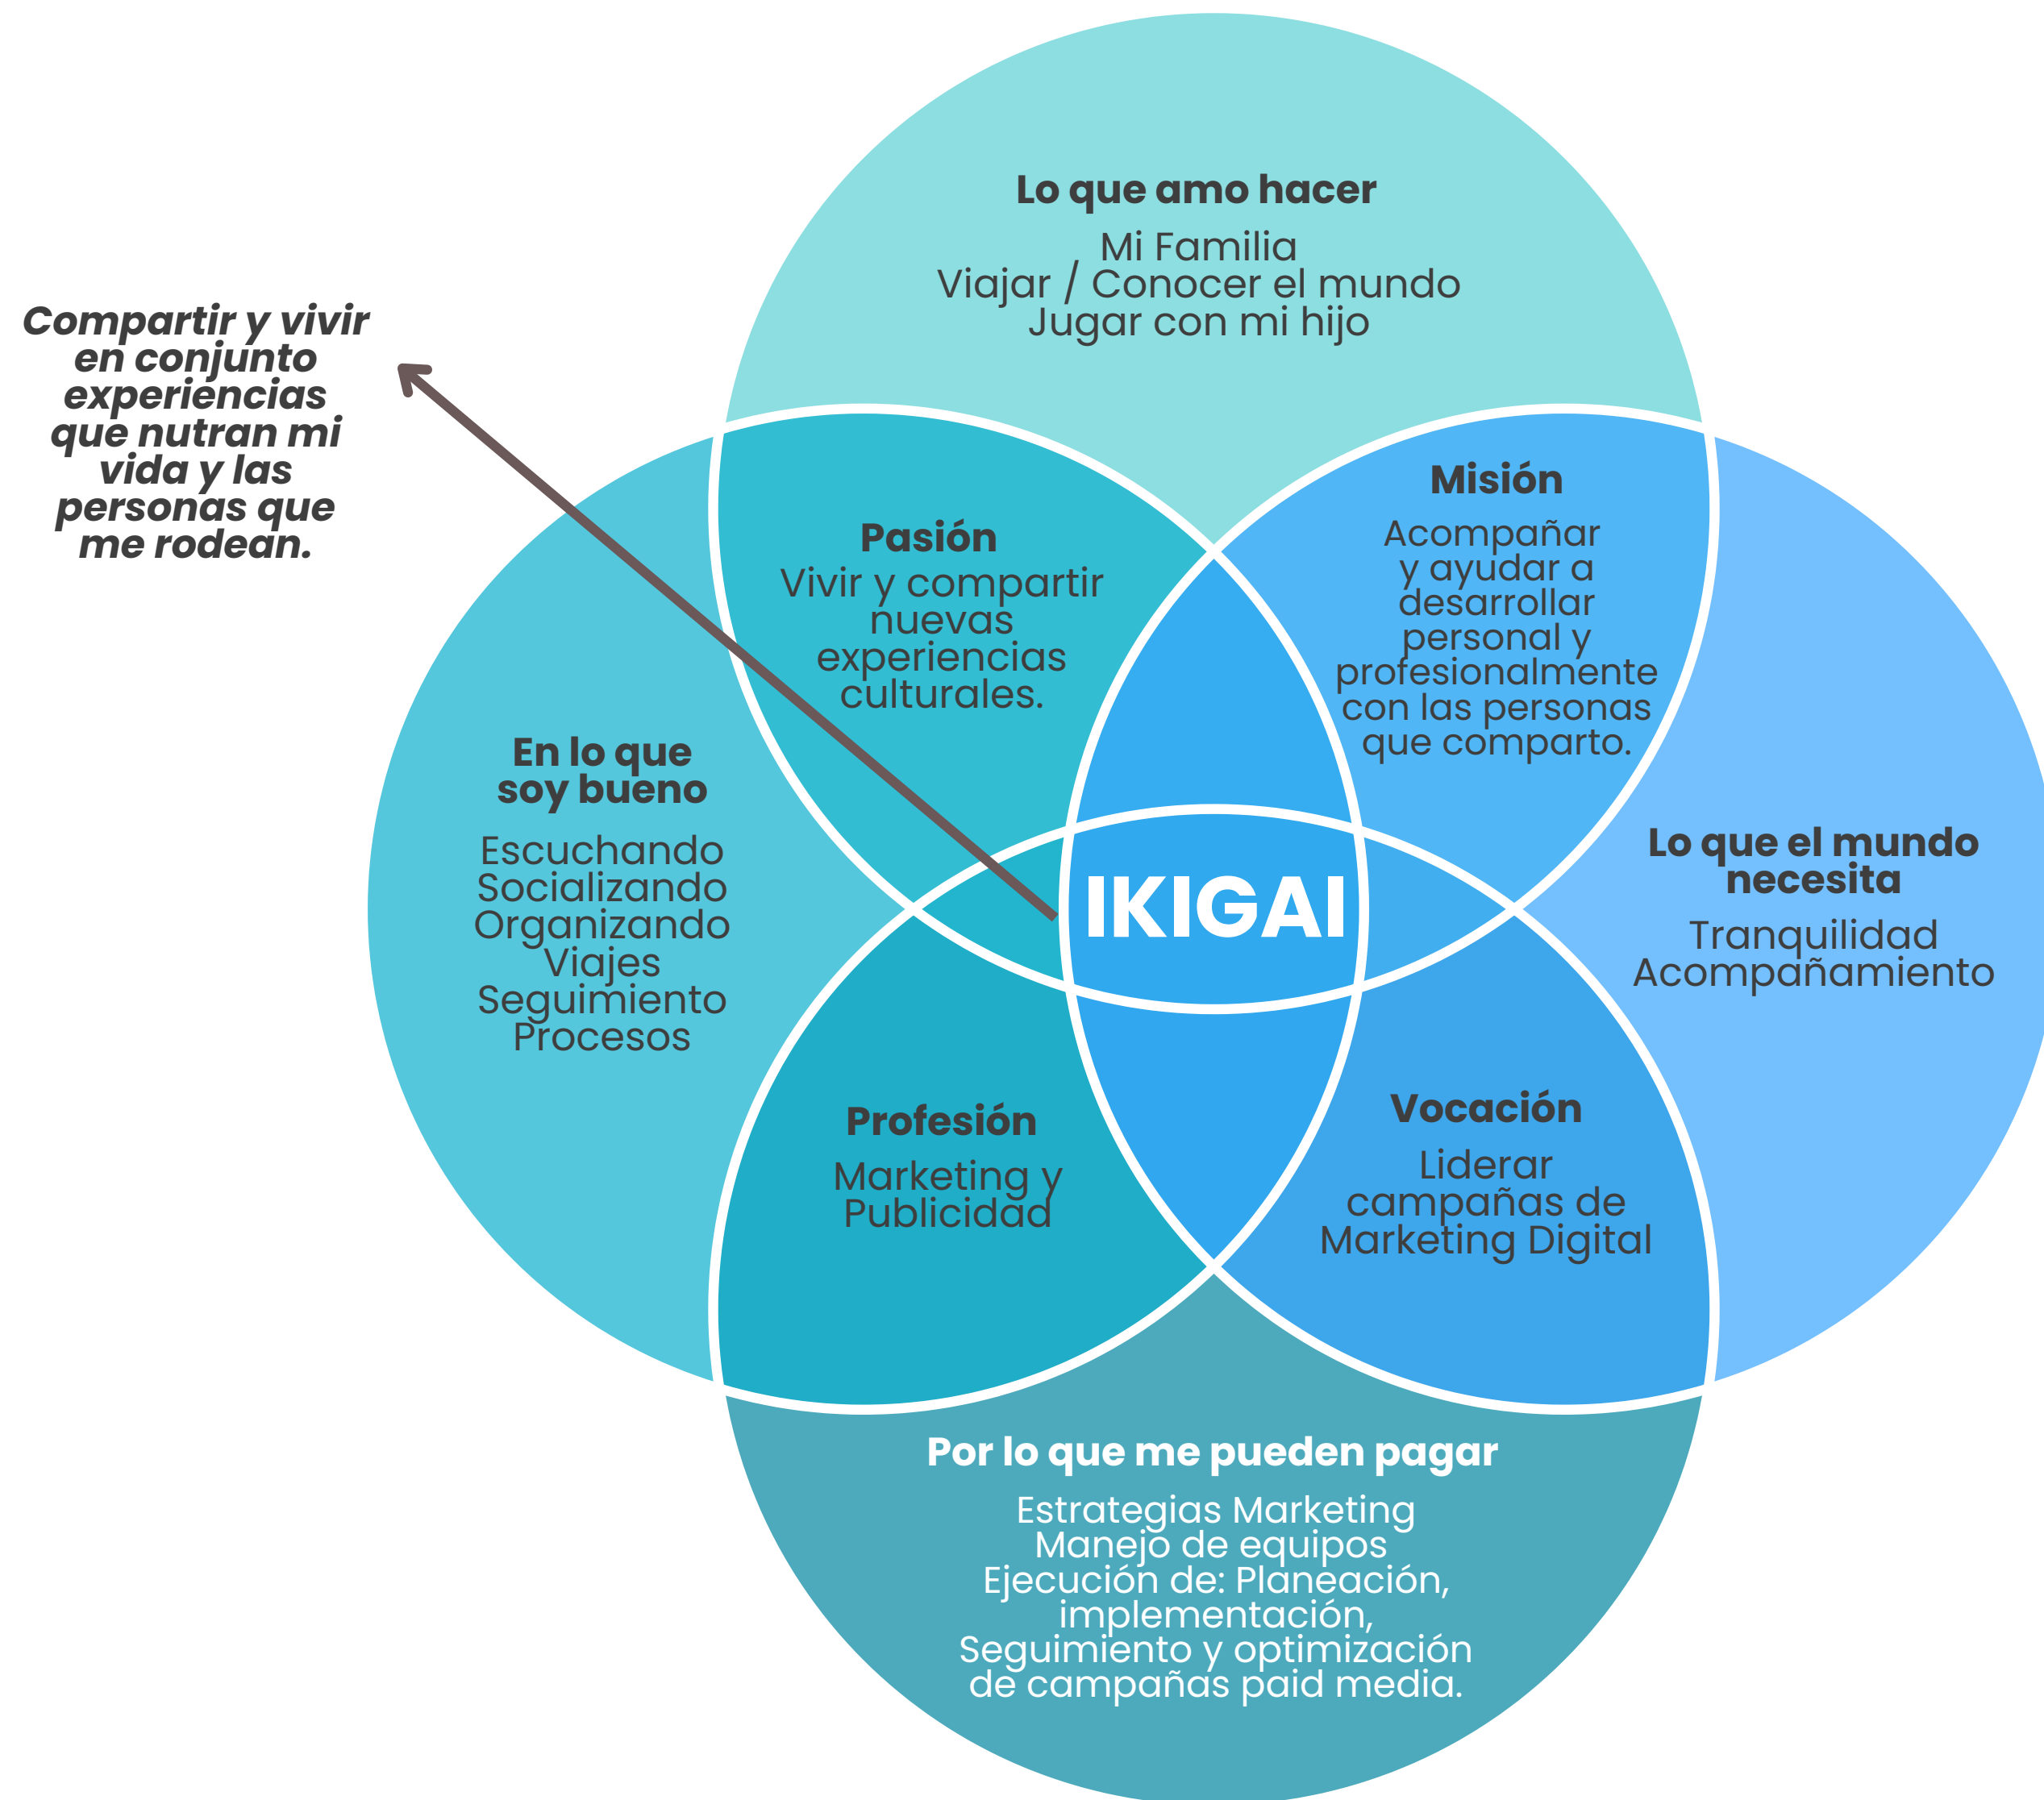 Lo que amo hacer
Mi Familia
Viajar / Conocer el mundo
Jugar con mi hijo
Compartir y vivir
en conjunto
experiencias
que nutran mi
vida y las
personas que
me rodean.
Pasión
Vivir y compartir
nuevas
experiencias
culturales.
Misión
Acompañar
y ayudar a
desarrollar
personal y
profesionalmente
con las personas
que comparto.
En lo que
soy bueno
Escuchando
Socializando
Organizando
Viajes
Seguimiento
Procesos
IKIGAI
Lo que el mundo
necesita
Tranquilidad
Acompañamiento
Profesión
Marketing y
Publicidad
Vocación
Liderar
campañas de
Marketing Digital
Por lo que me pueden pagar
Estrategias Marketing
Manejo de equipos
Ejecución de: Planeación,
implementación,
Seguimiento y optimización
de campañas paid media.